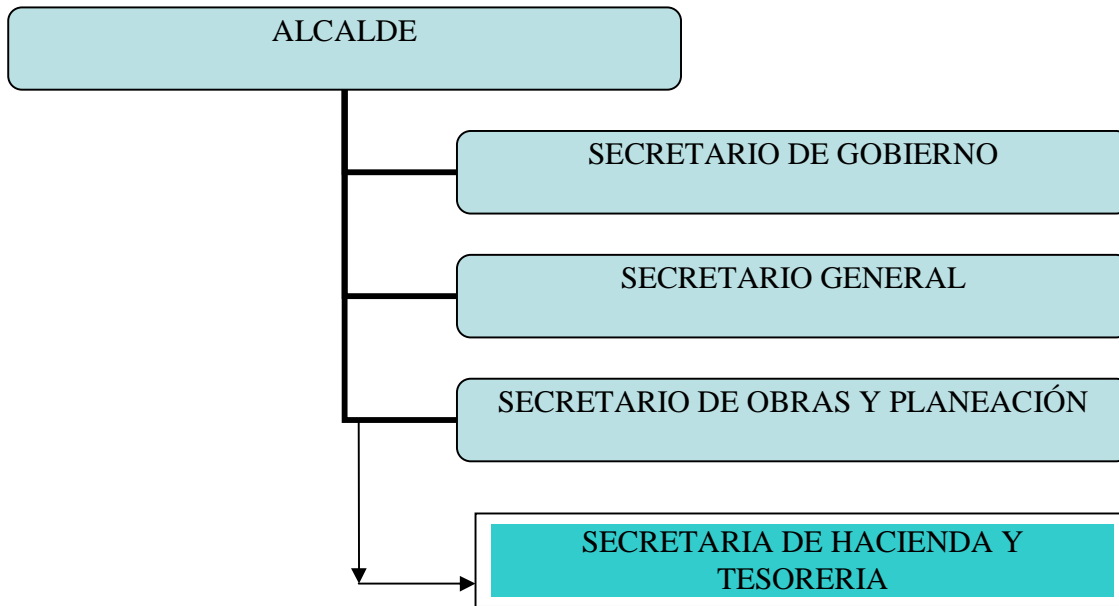 ALCALDE
SECRETARIO DE GOBIERNO
SECRETARIO GENERAL
SECRETARIO DE OBRAS Y PLANEACIÓN
SECRETARIA DE HACIENDA Y
TESORERIA